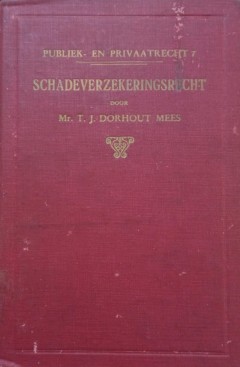 PUBLIEK- EN PRIVAATRECHT 7
SCHADEVERZEKERINGSRECHT
DOOR
Mr. T. J. DORHOUT MEES